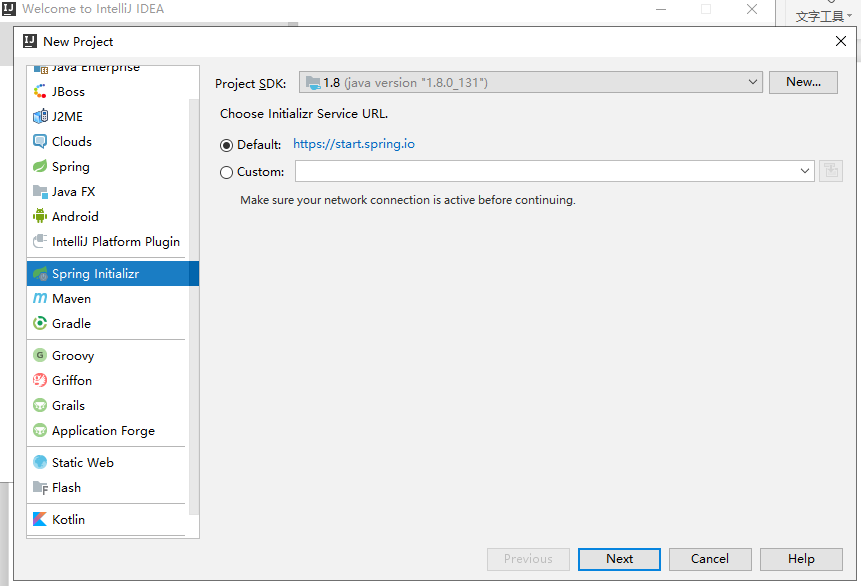 Welcome to IntelliJ IDEA
文字工具
New Project
Java Enterprise
JBoss
J2ME
Clouds
Spring
Java FX
Android
IntelliJ Platform Plugin
Spring Initializr
Maven
Gradle
Groovy
Griffon
Grails
Application Forge
Static Web
Flash
Kotlin
Project SDK: 1.8 (java version "1.8.0_131") New...
Choose Initializr Service URL.
Default: https://start.spring.io
Custom:
Make sure your network connection is active before continuing.
Previous Next Cancel Help